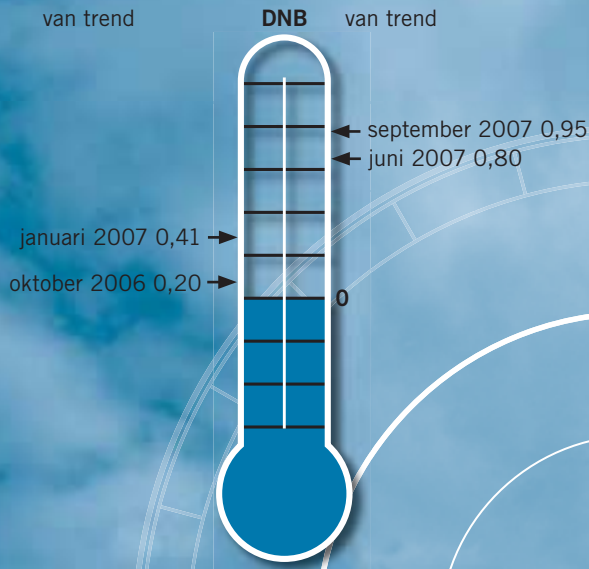 van trend DNB van trend
september 2007 0,95
juni 2007 0,80
januari 2007 0,41
oktober 2006 0,20
0